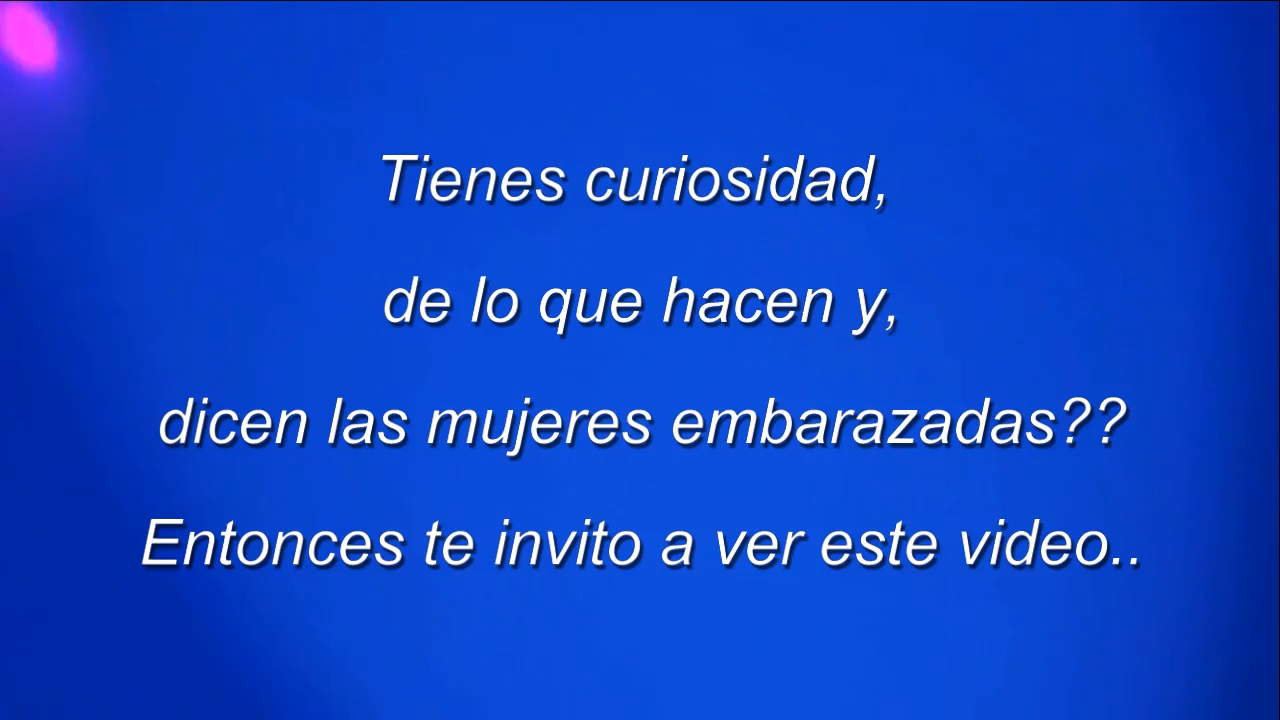 Tienes curiosidad,
de lo que hacen y,
dicen las mujeres embarazadas??
Entonces te invito a ver este video..